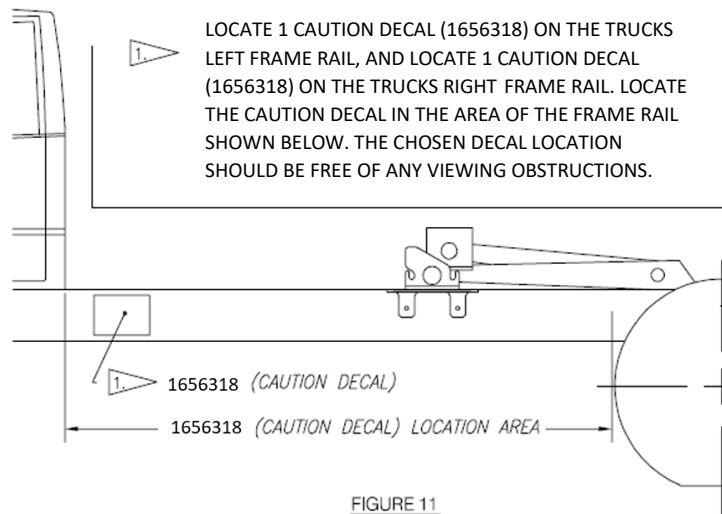 LOCATE 1 CAUTION DECAL (1656318) ON THE TRUCKS
1.
LEFT FRAME RAIL, AND LOCATE 1 CAUTION DECAL
(1656318) ON THE TRUCKS RIGHT FRAME RAIL. LOCATE
THE CAUTION DECAL IN THE AREA OF THE FRAME RAIL
SHOWN BELOW. THE CHOSEN DECAL LOCATION
SHOULD BE FREE OF ANY VIEWING OBSTRUCTIONS.
1. 1656318 (CAUTION DECAL)
1656318 (CAUTION DECAL) LOCATION AREA
FIGURE 11